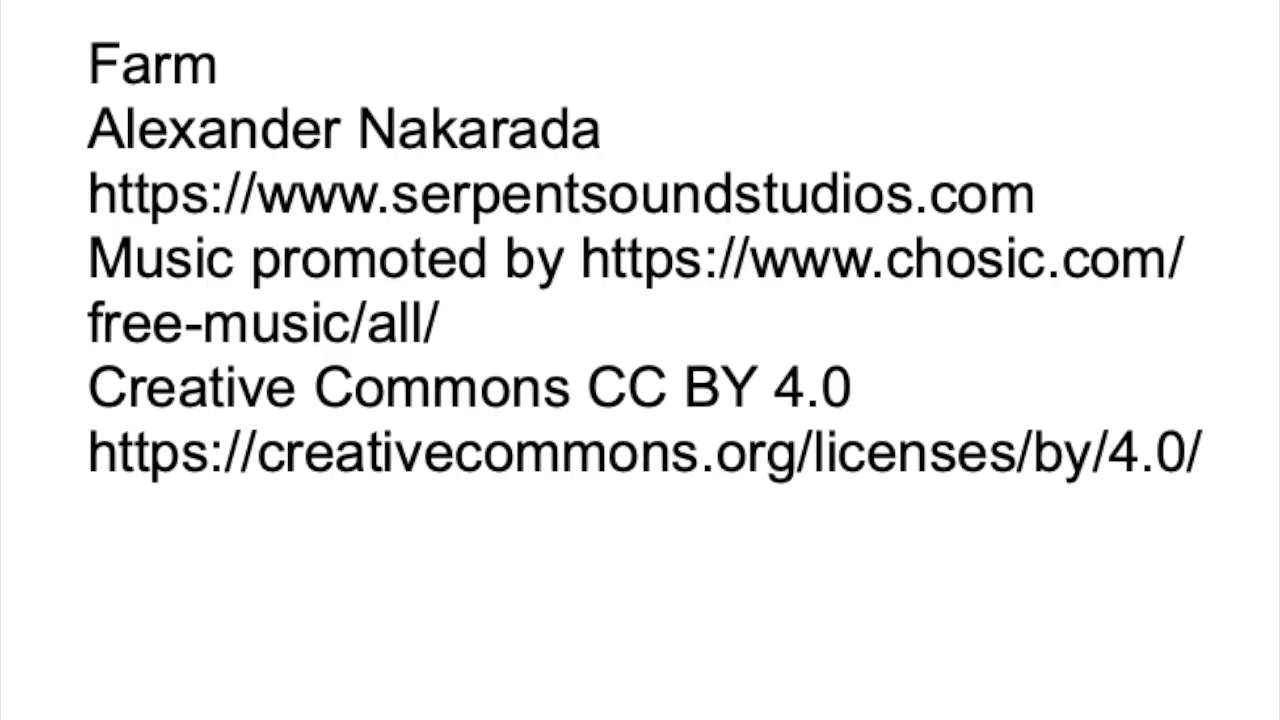 Farm
Alexander Nakarada
https://www.serpentsoundstudios.com
Music promoted by https://www.chosic.com/
free-music/all/
Creative Commons CC BY 4.0
https://creativecommons.org/licenses/by/4.0/